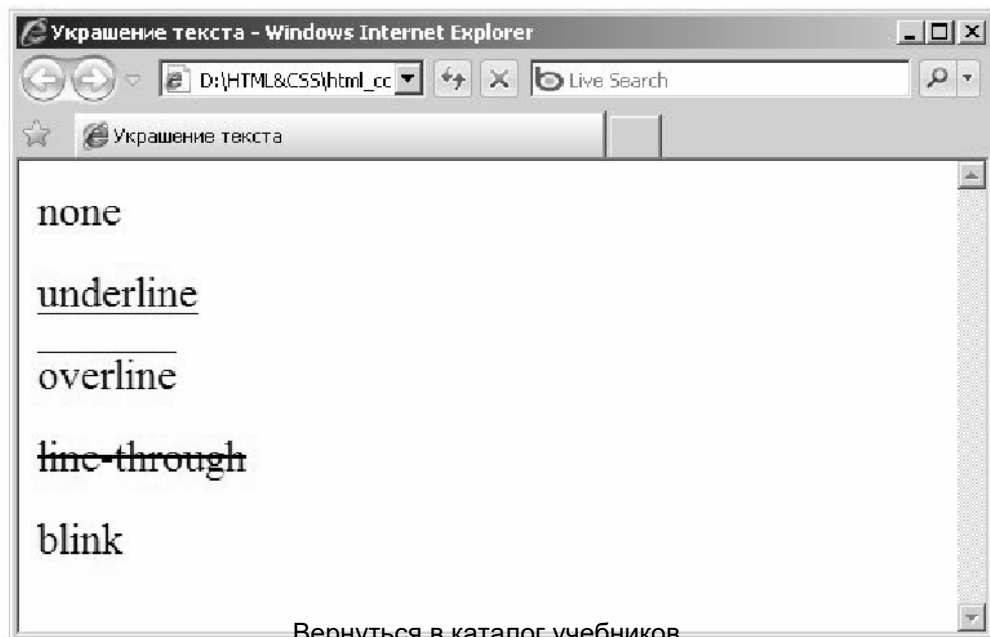 Украшение текста - Windows Internet Explorer
D:\HTML&CSS\html_cc
Live Search
Украшение текста
none
underline
overline
line-through
blink
Вернуться в каталог учебников